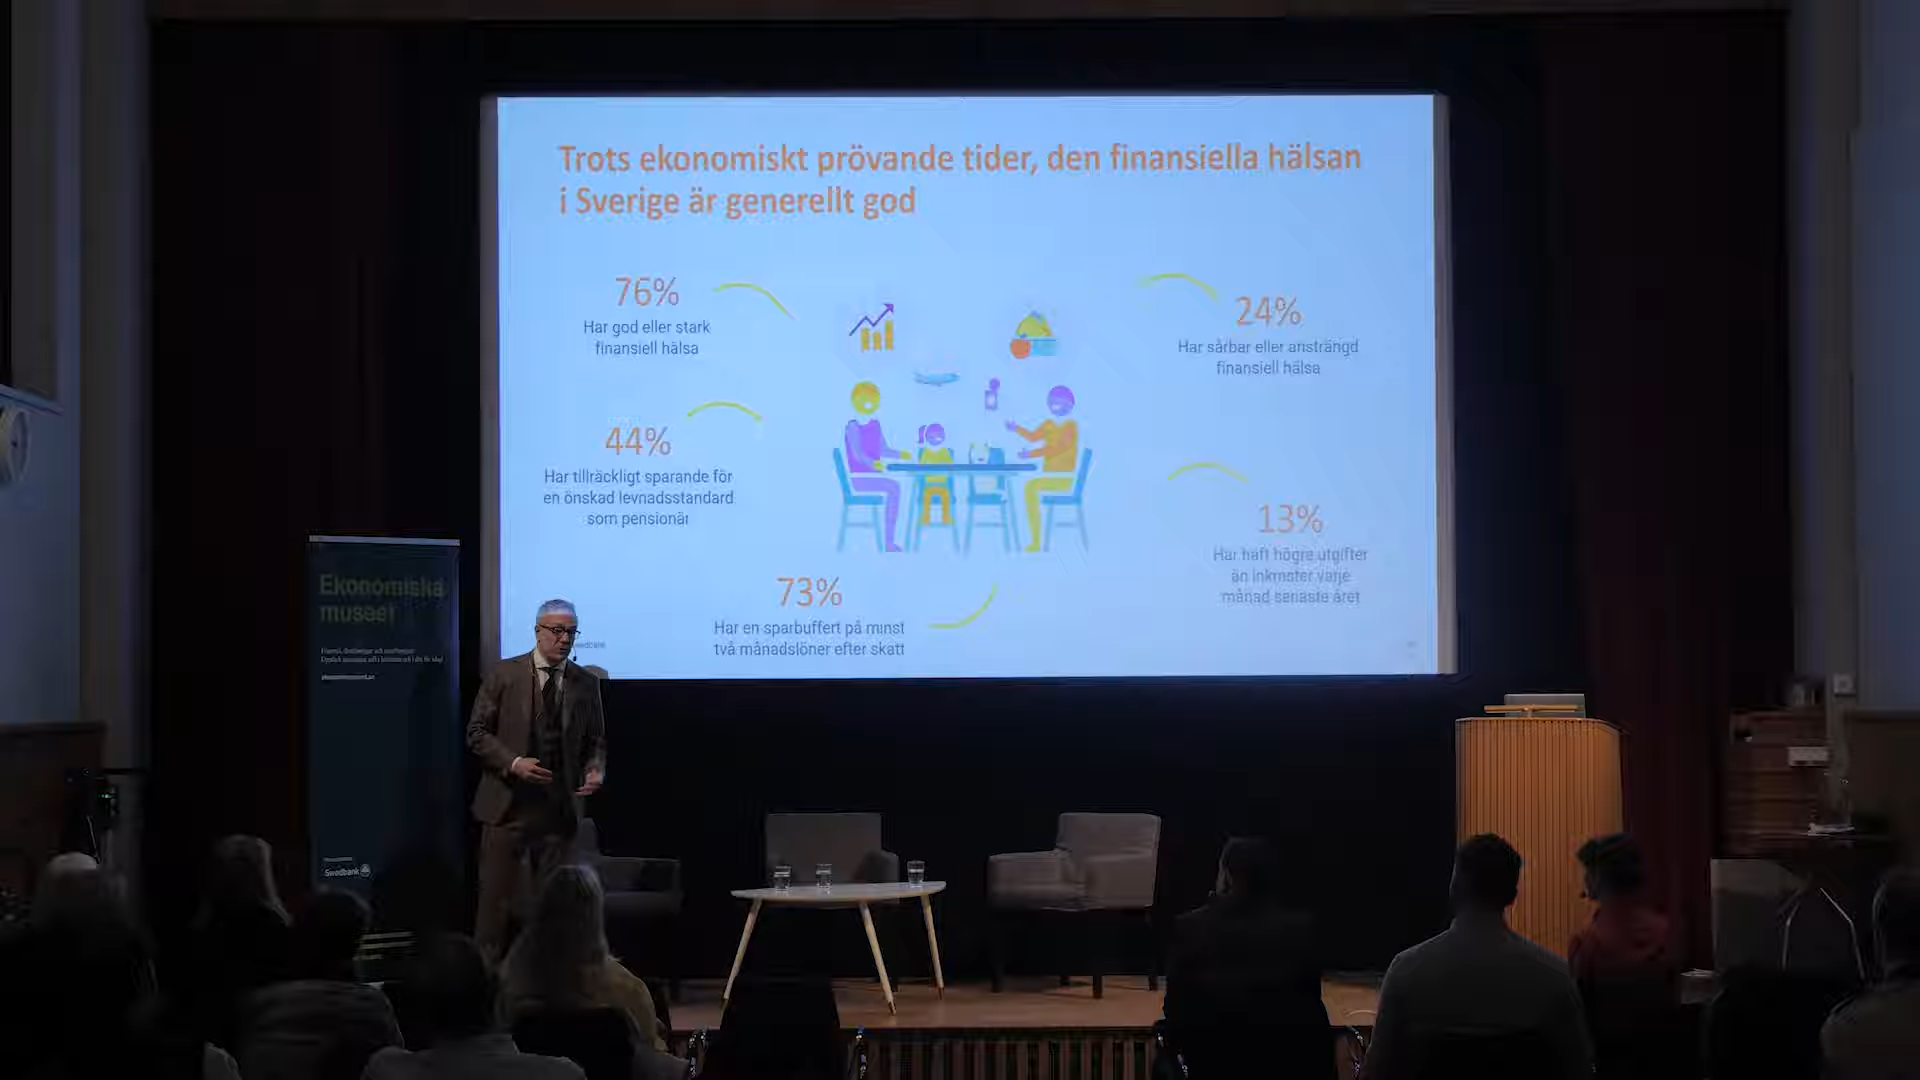 Trots ekonomiskt prövande tider, den finansiella hälsan
i Sverige är generellt god
76%
Har god eller stark
finansiell hälsa
24%
Har sårbar eller ansträngd
finansiell hälsa
44%
Har tillräckligt sparande för
en önskad levnadsstandard
som pensionär
13%
Har haft högre utgifter
än inkmster varje
månad senaste året
73%
Har en sparbuffert på minst
två månadslöner efter skatt
Ekonomiska
museet
Swedbank